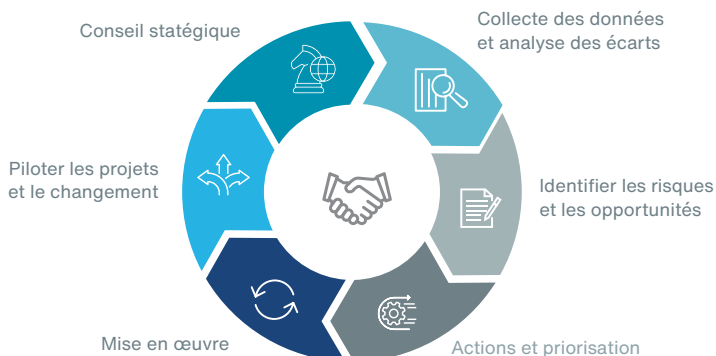 Conseil statégique
Collecte des données
et analyse des écarts
Piloter les projets
et le changement
Identifier les risques
et les opportunités
Mise en œuvre
Actions et priorisation